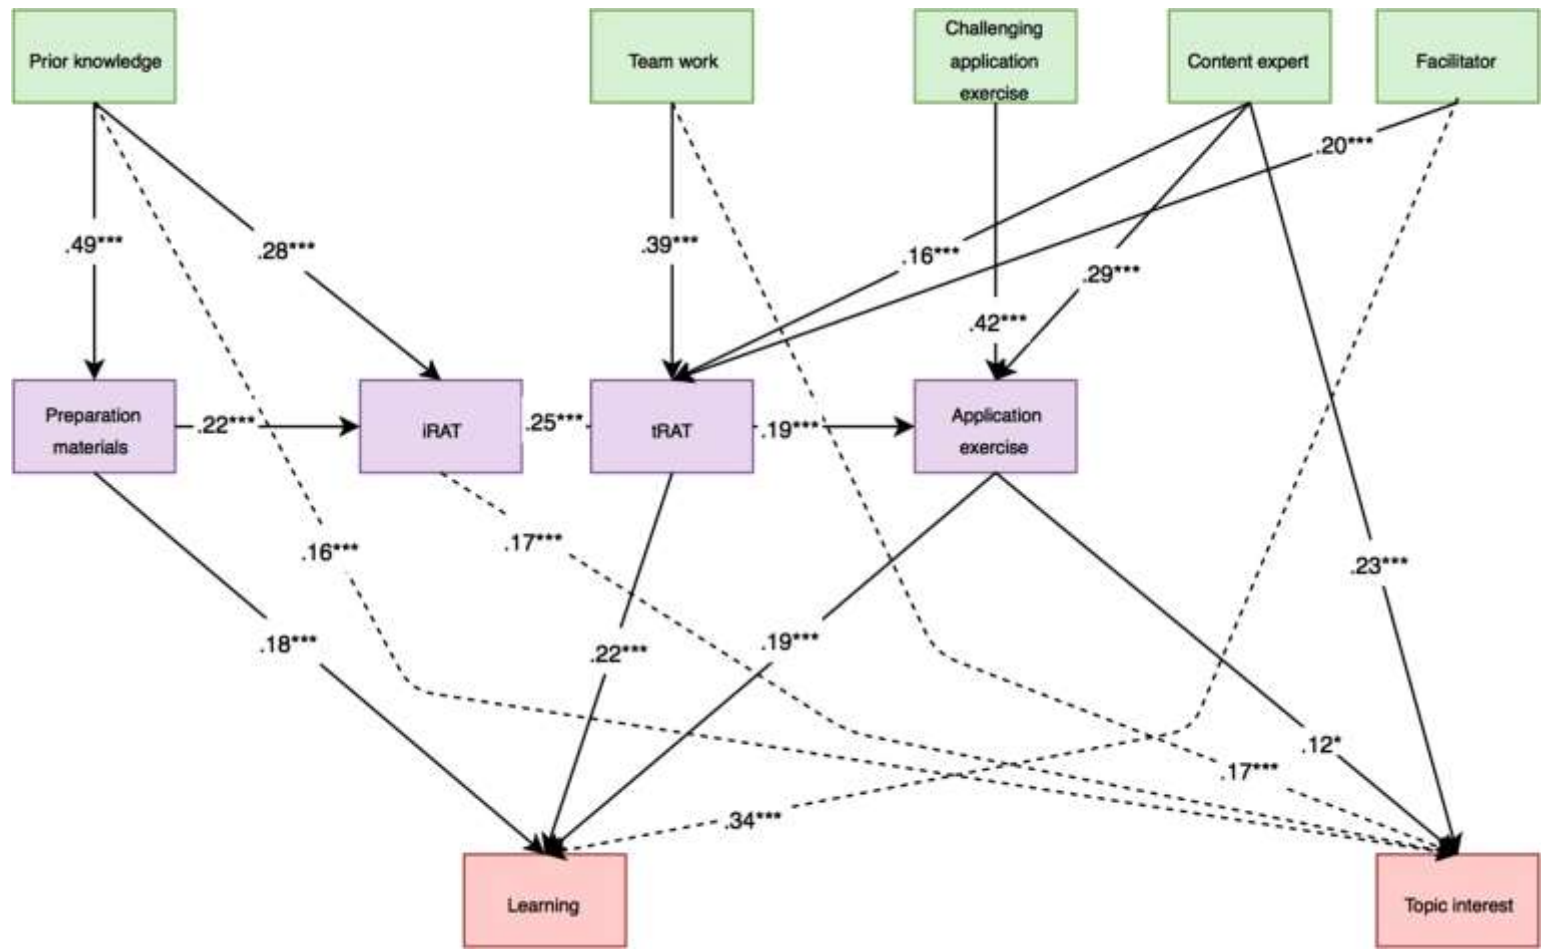 Prior knowledge
Team work
Challenging
application
exercise
Content expert
Facilitator
.20***
.49***
.28***
.39***
.16***
.29***
.42***
Preparation
materials
.22***
iRAT
.25***
tRAT
.19***
Application
exercise
.16***
.17***
.23***
.18***
.22***
.19***
.12*
.17***
.34***
Learning
Topic interest